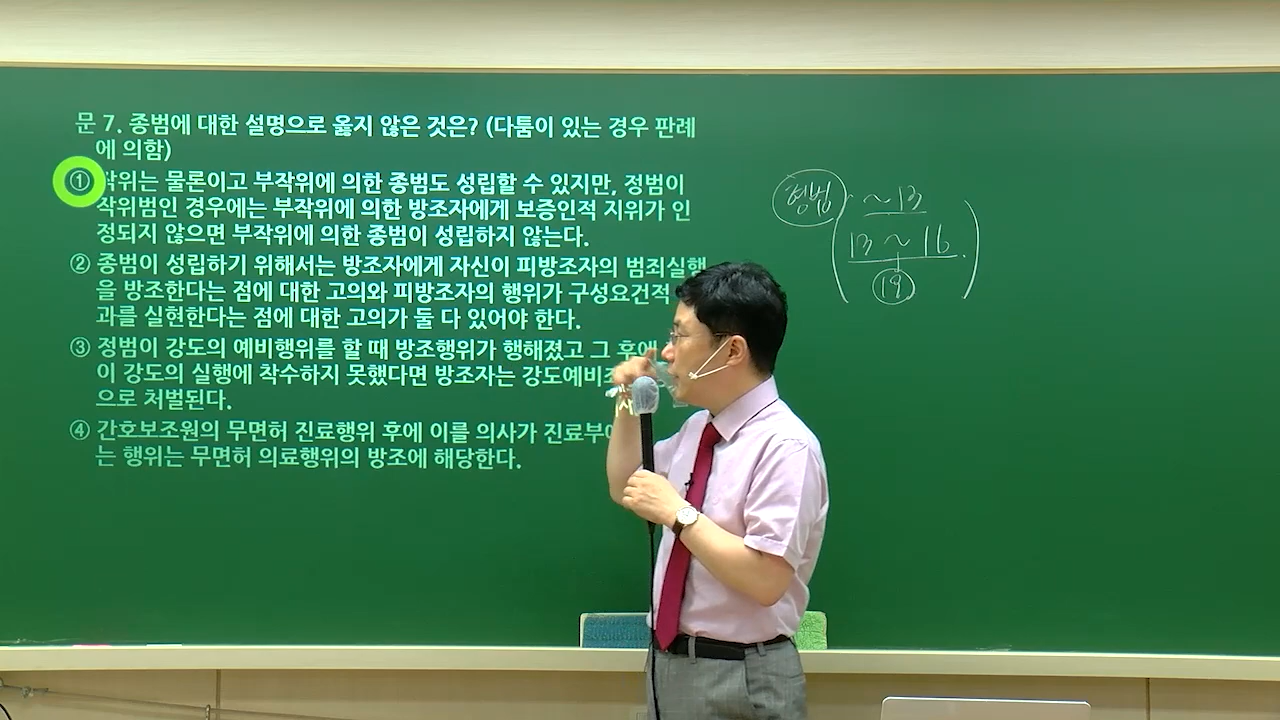 문 7. 종범에 대한 설명으로 옳지 않은 것은? (다툼이 있는 경우 판례
에 의함)
① 작위는 물론이고 부작위에 의한 종범도 성립할 수 있지만, 정범이
작위범인 경우에는 부작위에 의한 방조자에게 보증인적 지위가 인
정되지 않으면 부작위에 의한 종범이 성립하지 않는다.
② 종범이 성립하기 위해서는 방조자에게 자신이 피방조자의 범죄실행
을 방조한다는 점에 대한 고의와 피방조자의 행위가 구성요건적
과를 실현한다는 점에 대한 고의가 둘 다 있어야 한다.
③ 정범이 강도의 예비행위를 할 때 방조행위가 행해졌고 그 후에
이 강도의 실행에 착수하지 못했다면 방조자는 강도예비
으로 처벌된다.
④ 간호보조원의 무면허 진료행위 후에 이를 의사가 진료부에
는 행위는 무면허 의료행위의 방조에 해당한다.
형법 ~13
13 ~ 16
19